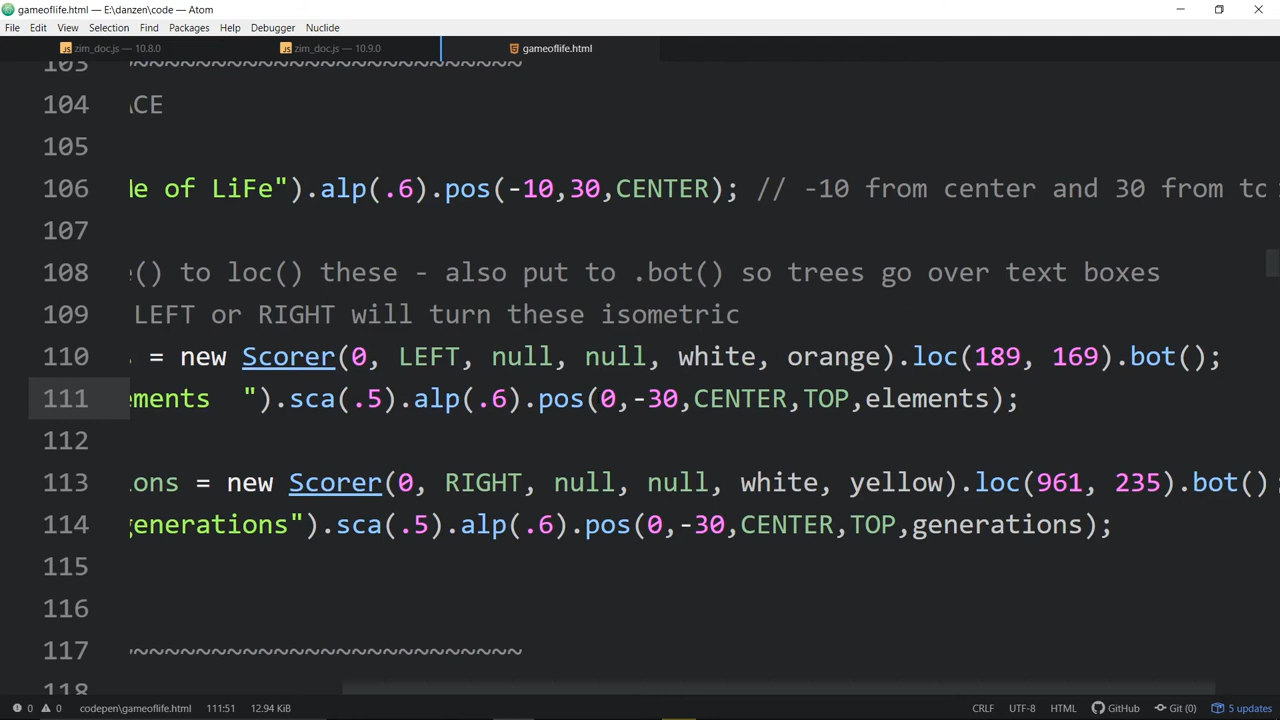 gameoflife.html — E:\danzen\code — Atom
File Edit View Selection Find Packages Help Debugger Nuclide
zim_doc.js — 10.8.0 zim_doc.js — 10.9.0 gameoflife.html
103 ~~~~~~~~~~~~~~~~~~~~~~~~~
104 ACE
105
106 of LiFe").alp(.6).pos(-10,30,CENTER); // -10 from center and 30 from to
107
108 e() to loc() these - also put to .bot() so trees go over text boxes
109 LEFT or RIGHT will turn these isometric
110 = new Scorer(0, LEFT, null, null, white, orange).loc(189, 169).bot();
111 ements  ").sca(.5).alp(.6).pos(0,-30,CENTER,TOP,elements);
112
113 ions = new Scorer(0, RIGHT, null, null, white, yellow).loc(961, 235).bot()
114 generations").sca(.5).alp(.6).pos(0,-30,CENTER,TOP,generations);
115
116
117 ~~~~~~~~~~~~~~~~~~~~~~~~~
118
0 0 codepen\gameoflife.html 111:51 12.94 KiB CRLF UTF-8 HTML GitHub Git (0) 5 updates